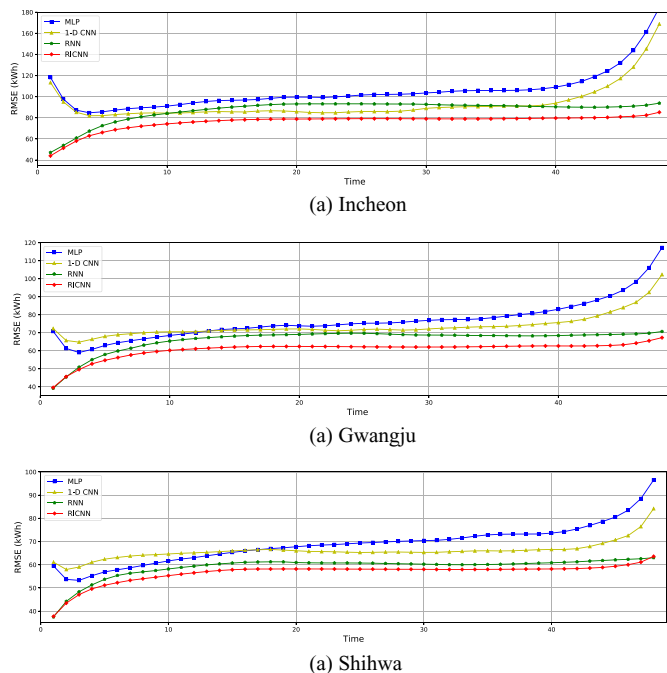 180
160
140
120
100
80
60
40
RMSE (kWh)
MLP
1-D CNN
RNN
RICNN
0 10 20 30 40
Time
(a) Incheon
120
110
100
90
80
70
60
50
40
RMSE (kWh)
MLP
1-D CNN
RNN
RICNN
0 10 20 30 40
Time
(a) Gwangju
100
90
80
70
60
50
40
RMSE (kWh)
MLP
1-D CNN
RNN
RICNN
0 10 20 30 40
Time
(a) Shihwa